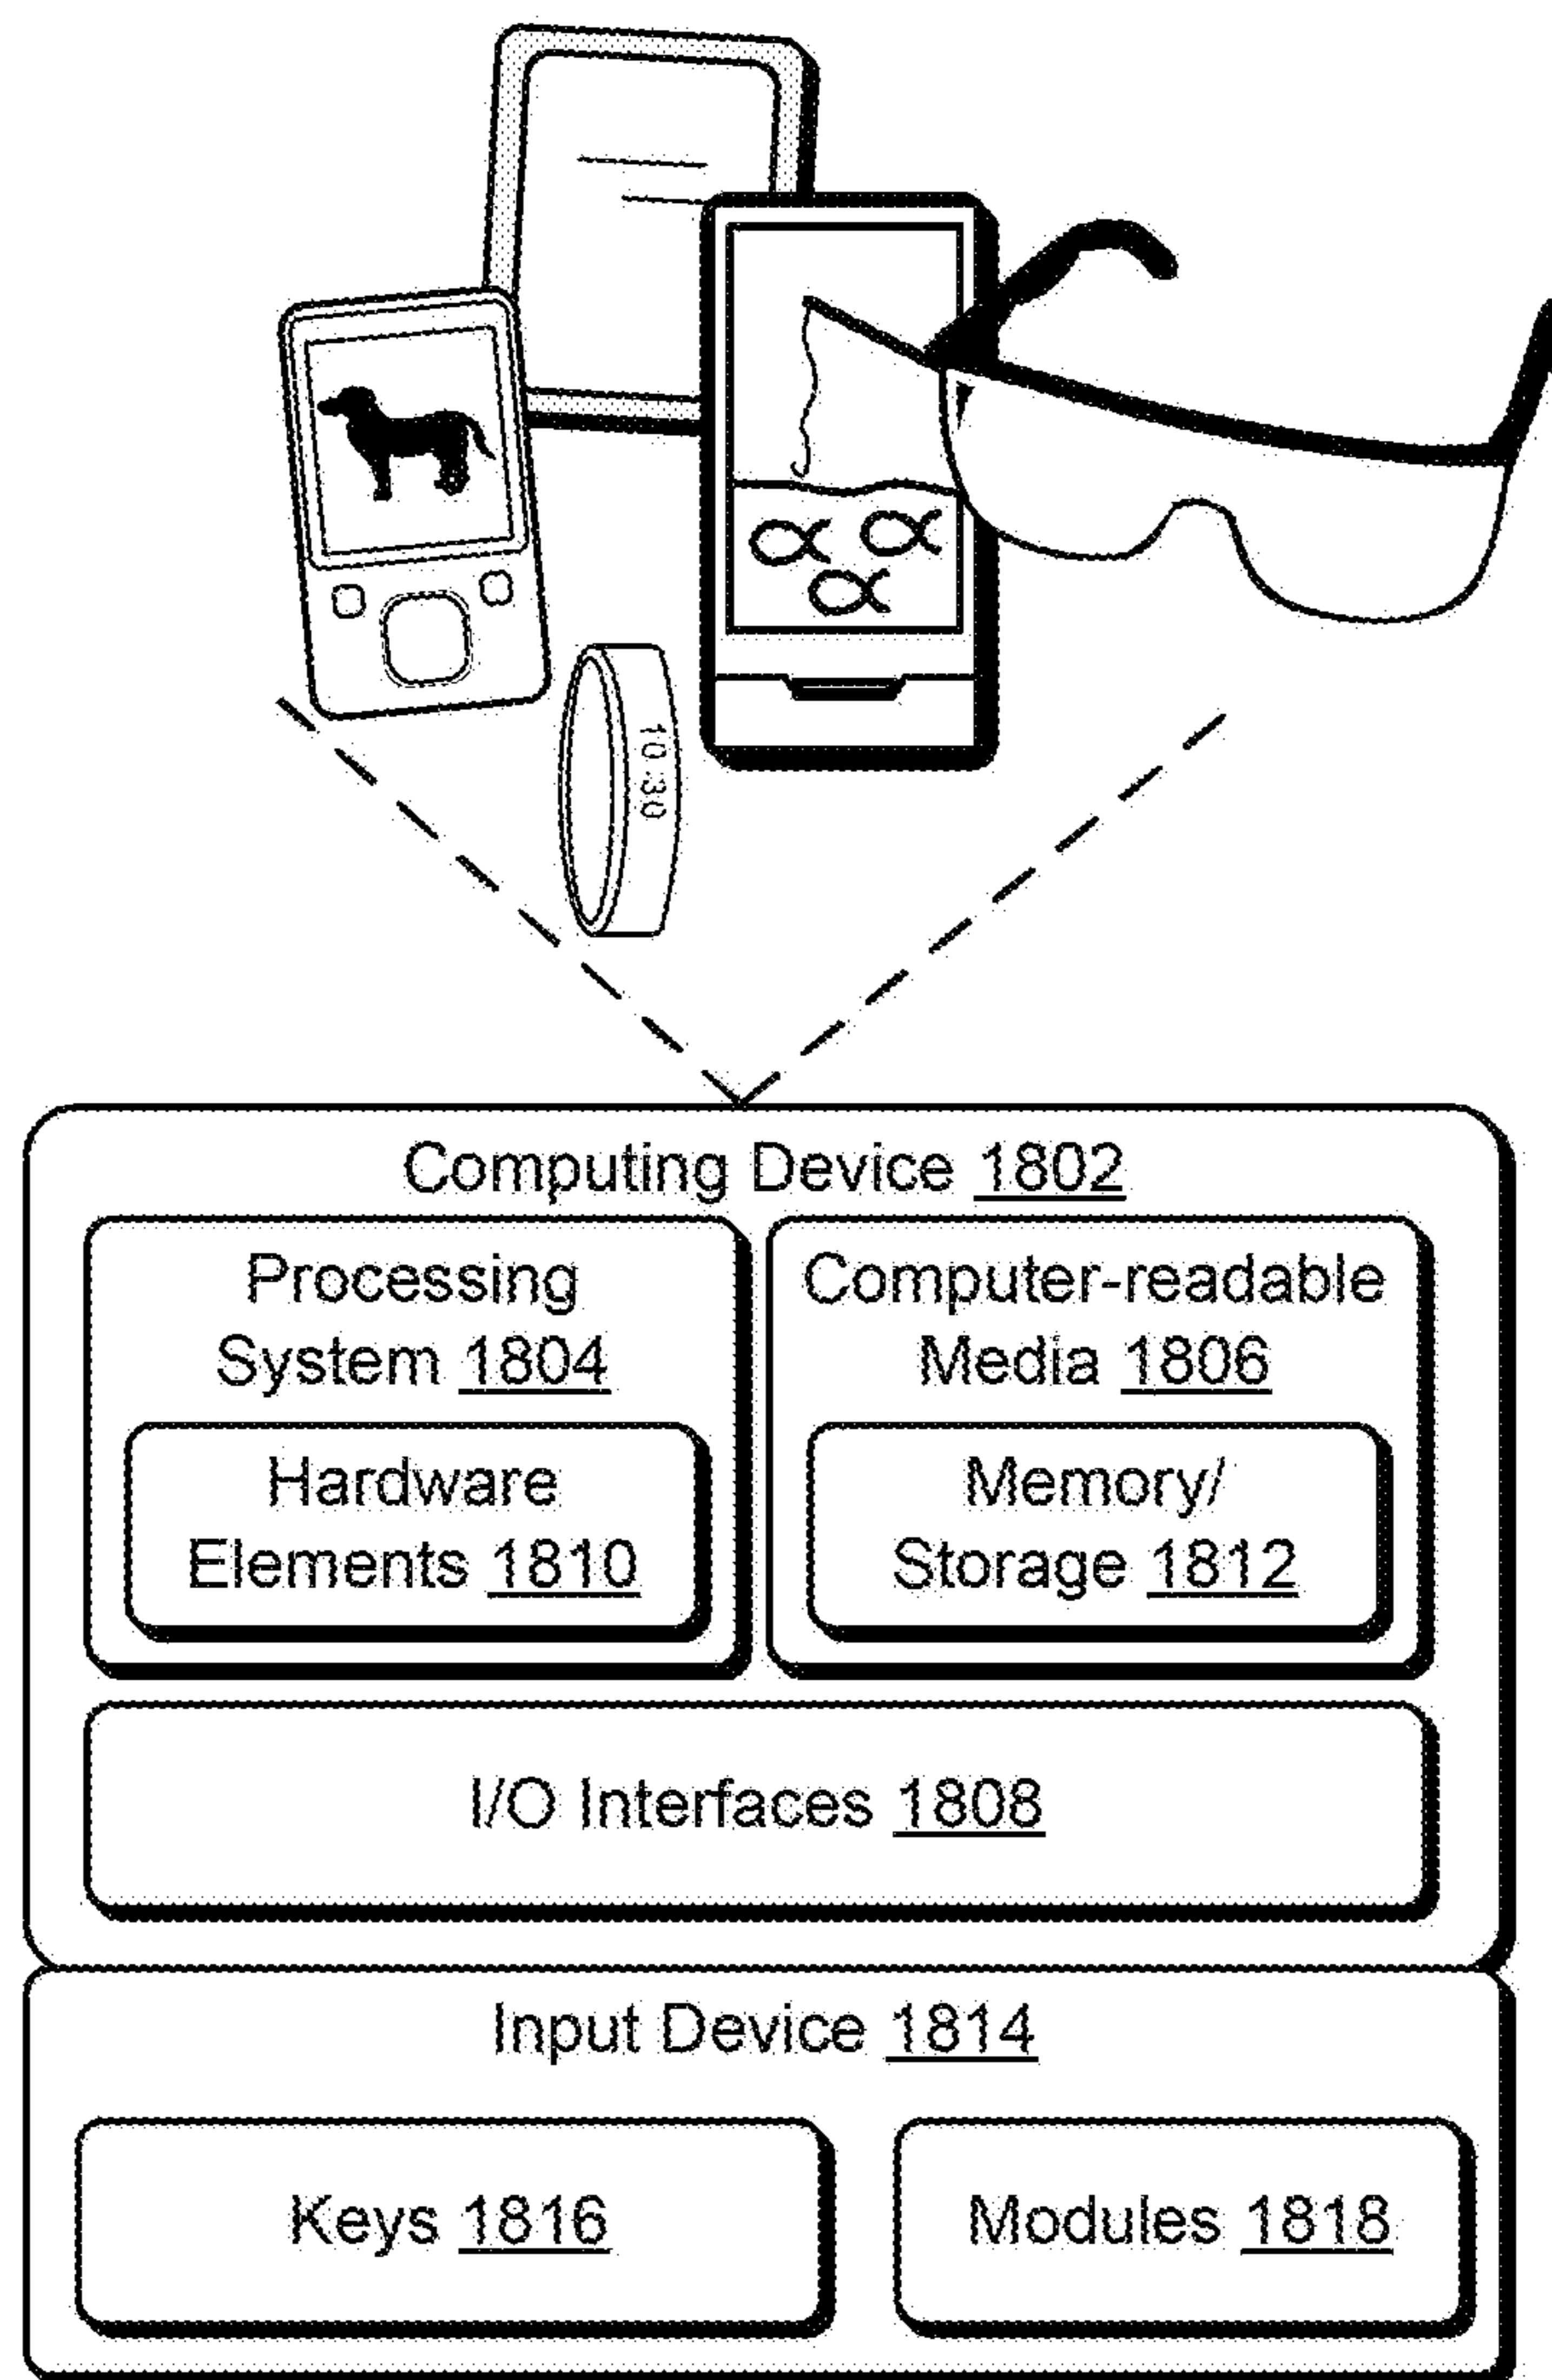 10:30
Computing Device 1802
Processing
System 1804
Computer-readable
Media 1806
Hardware
Elements 1810
Memory/
Storage 1812
I/O Interfaces 1808
Input Device 1814
Keys 1816
Modules 1818